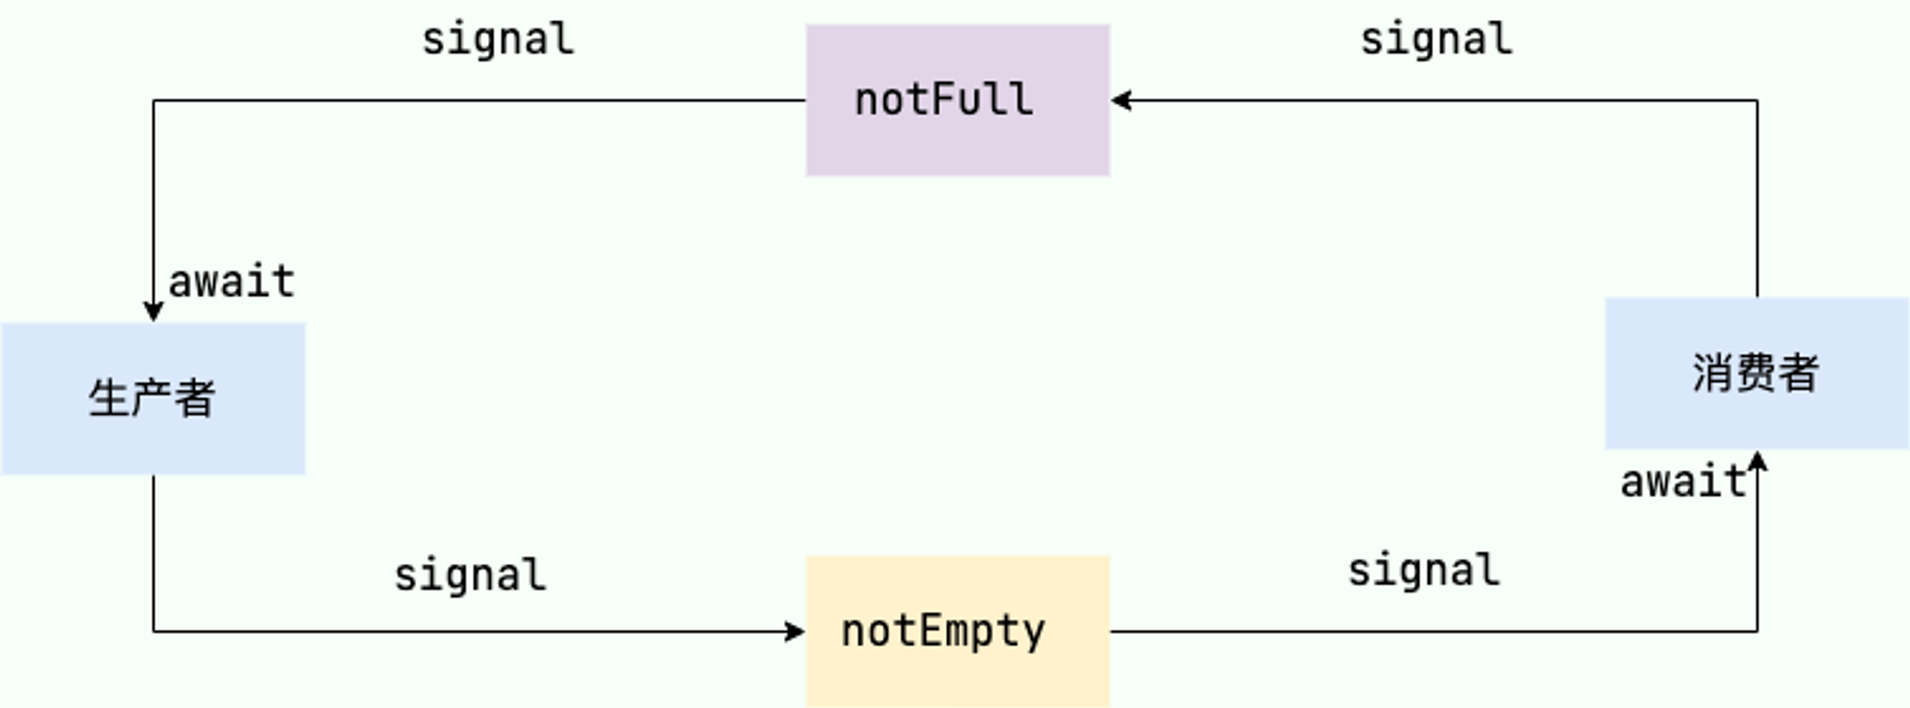 signal
signal
notFull
await
生产者
消费者
await
signal
signal
notEmpty